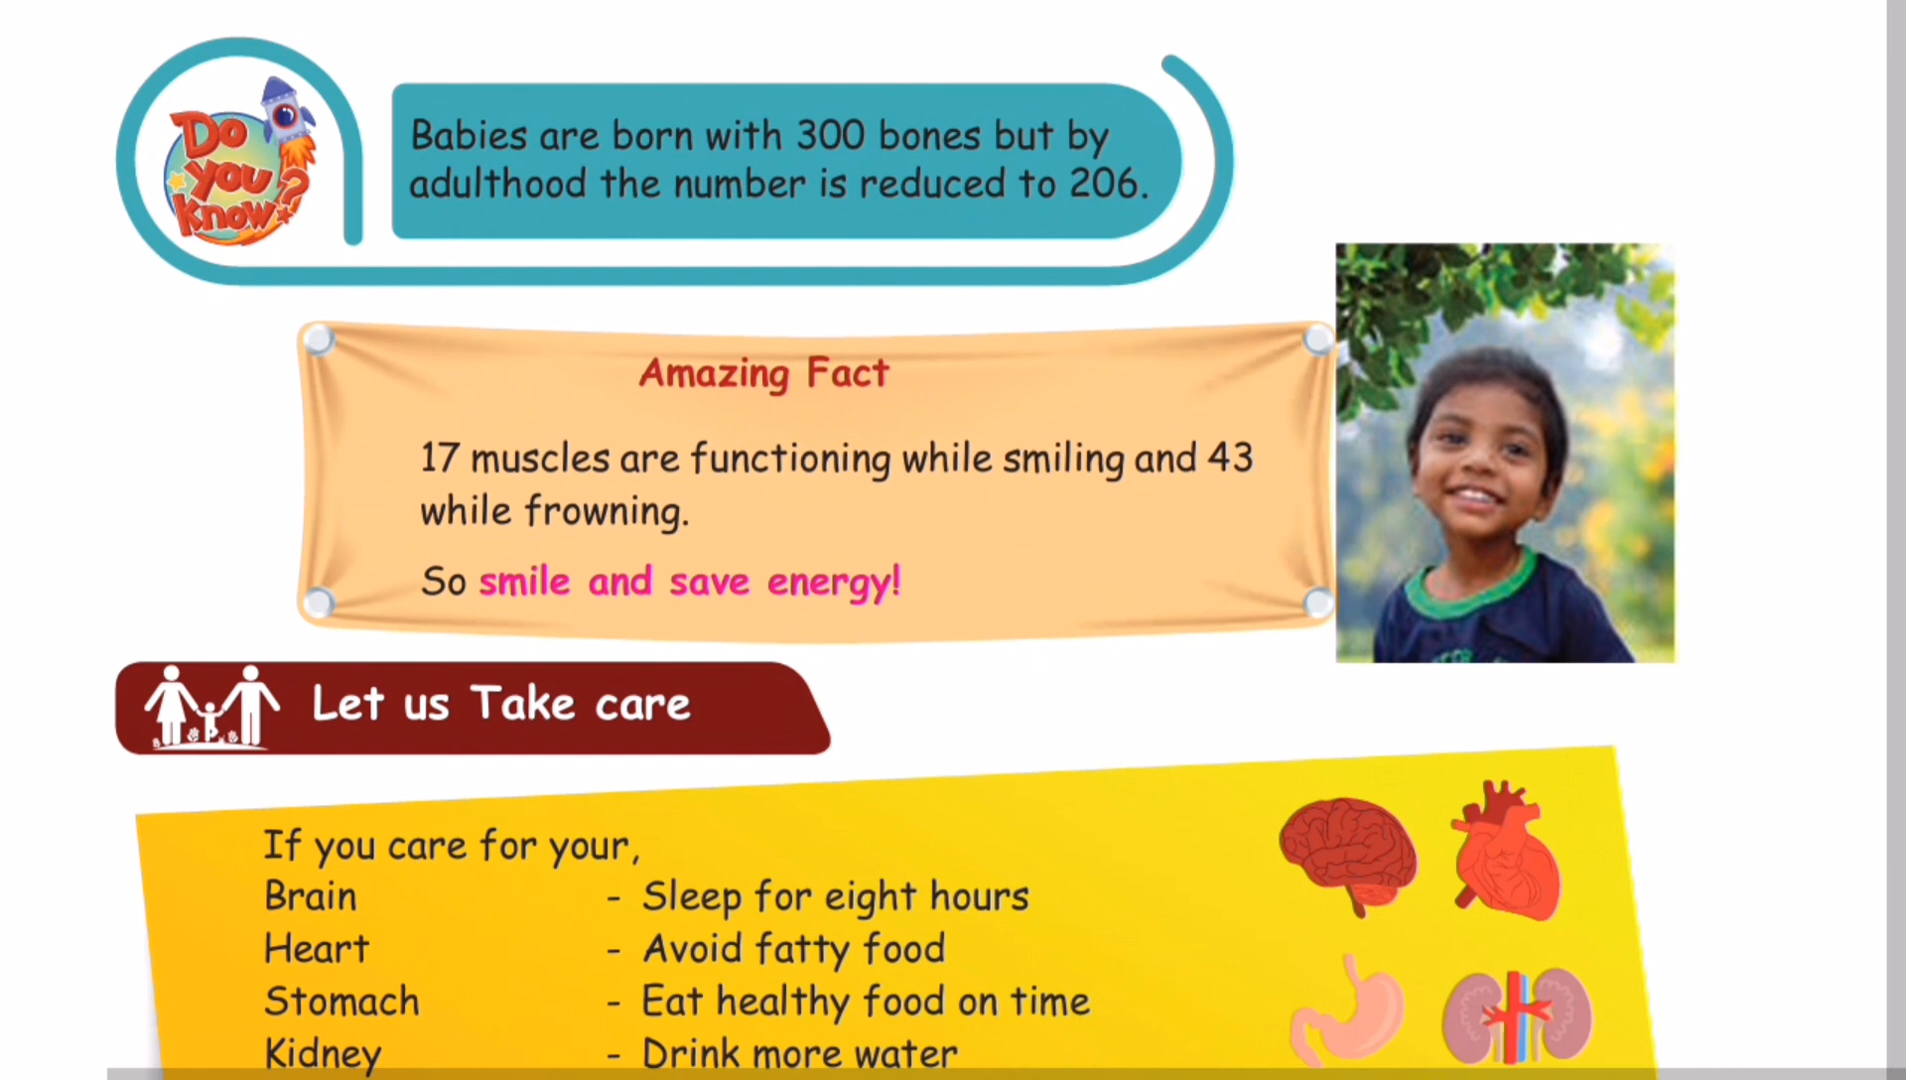 Do
you
know?
Babies are born with 300 bones but by
adulthood the number is reduced to 206.
Amazing Fact
17 muscles are functioning while smiling and 43
while frowning.
So smile and save energy!
Let us Take care
If you care for your,
Brain - Sleep for eight hours
Heart - Avoid fatty food
Stomach - Eat healthy food on time
Kidney - Drink more water